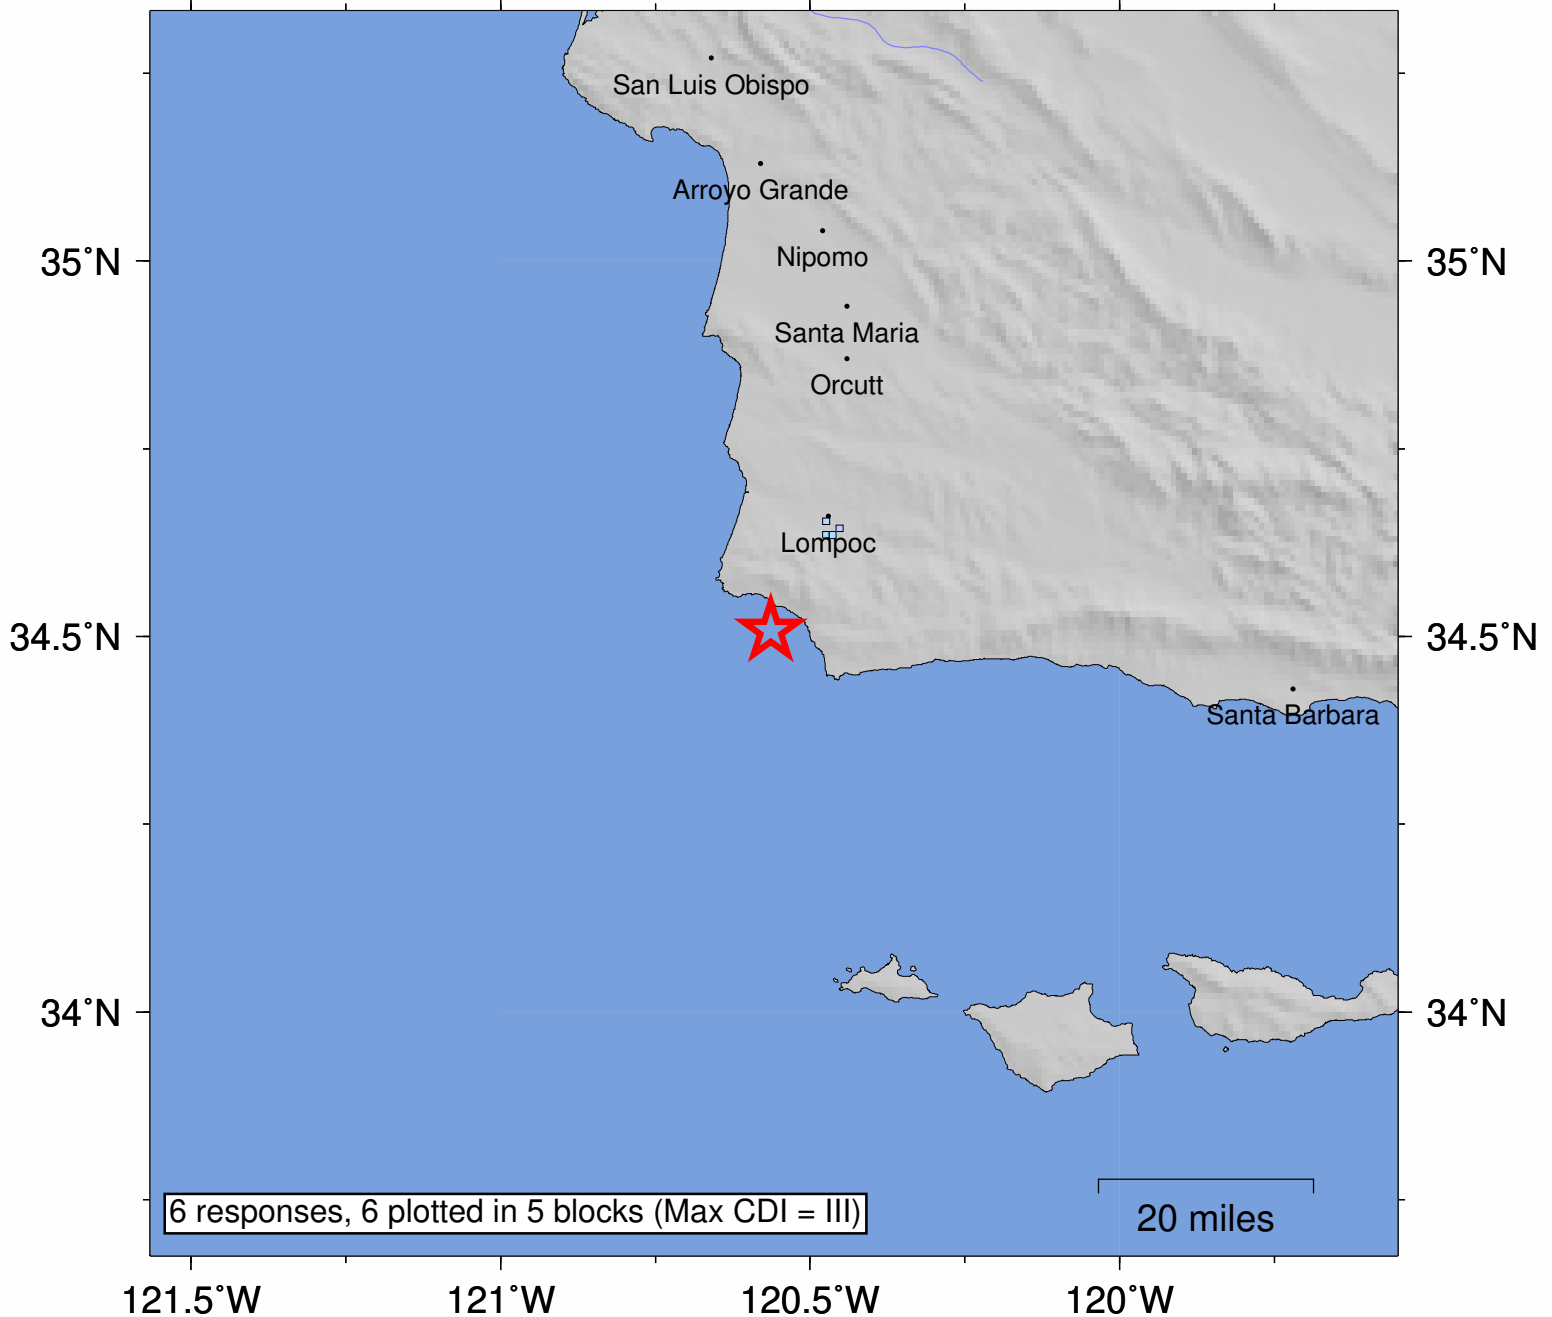 San Luis Obispo
Arroyo Grande
Nipomo
35˚N
35˚N
Santa Maria
Orcutt
Lompoc
34.5˚N
34.5˚N
Santa Barbara
34˚N
34˚N
6 responses, 6 plotted in 5 blocks (Max CDI = III)
20 miles
121.5˚W
121˚W
120.5˚W
120˚W